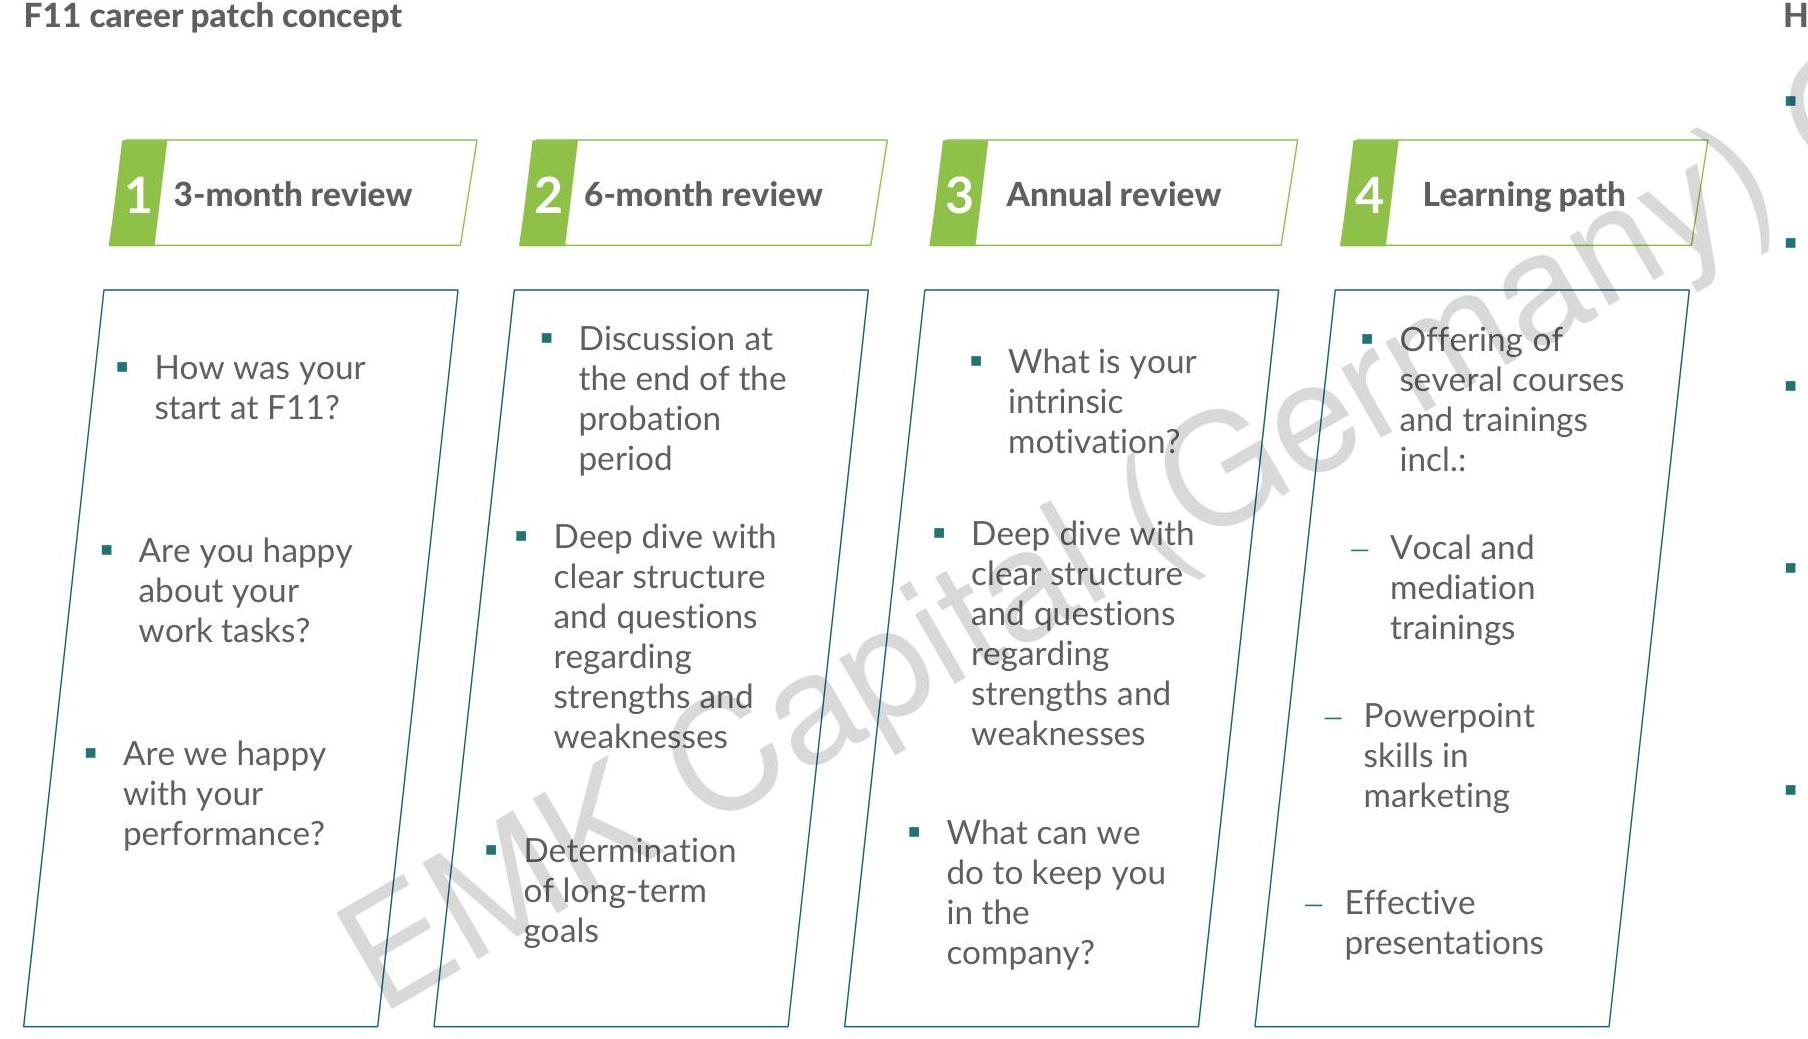 F11 career patch concept
H
1 3-month review
How was your
start at F11?
Are you happy
about your
work tasks?
Are we happy
with your
performance?
2 6-month review
Discussion at
the end of the
probation
period
Deep dive with
clear structure
and questions
regarding
strengths and
weaknesses
Determination
of long-term
goals
3 Annual review
What is your
intrinsic
motivation?
Deep dive with
clear structure
and questions
regarding
strengths and
weaknesses
What can we
do to keep you
in the
company?
4 Learning path
Offering of
several courses
and trainings
incl.:
– Vocal and
mediation
trainings
– Powerpoint
skills in
marketing
– Effective
presentations
EMK Capital (Germany)